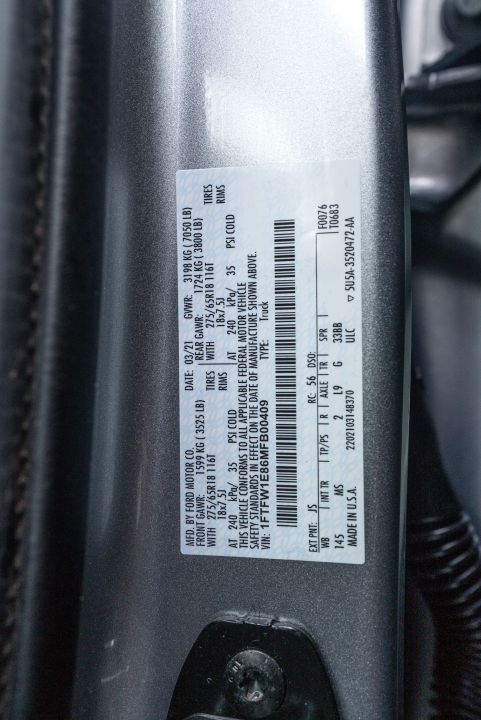 MFD. BY FORD MOTOR CO. DATE: 03/21 GVWR: 3198 KG ( 7050 LB)
FRONT GAWR: 1599 KG ( 3525 LB) REAR GAWR: 1724 KG ( 3800 LB)
WITH 275/65R18 116T TIRES WITH 275/65R18 116T TIRES
18x7.5J RIMS 18x7.5J RIMS
AT 240 kPa/ 35 PSI COLD AT 240 kPa/ 35 PSI COLD
THIS VEHICLE CONFORMS TO ALL APPLICABLE FEDERAL MOTOR VEHICLE
SAFETY STANDARDS IN EFFECT ON THE DATE OF MANUFACTURE SHOWN ABOVE.
VIN: 1FTFW1E86MFB00409 TYPE: Truck
EXT PNT: JS RC: 56 DSO: F0076
WB INT TR TP/PS R AXLE TR SPR T0683
145 MS 2 L9 G 33BB
ULC
MADE IN U.S.A. 2202103148370 5U5A-3520472-AA